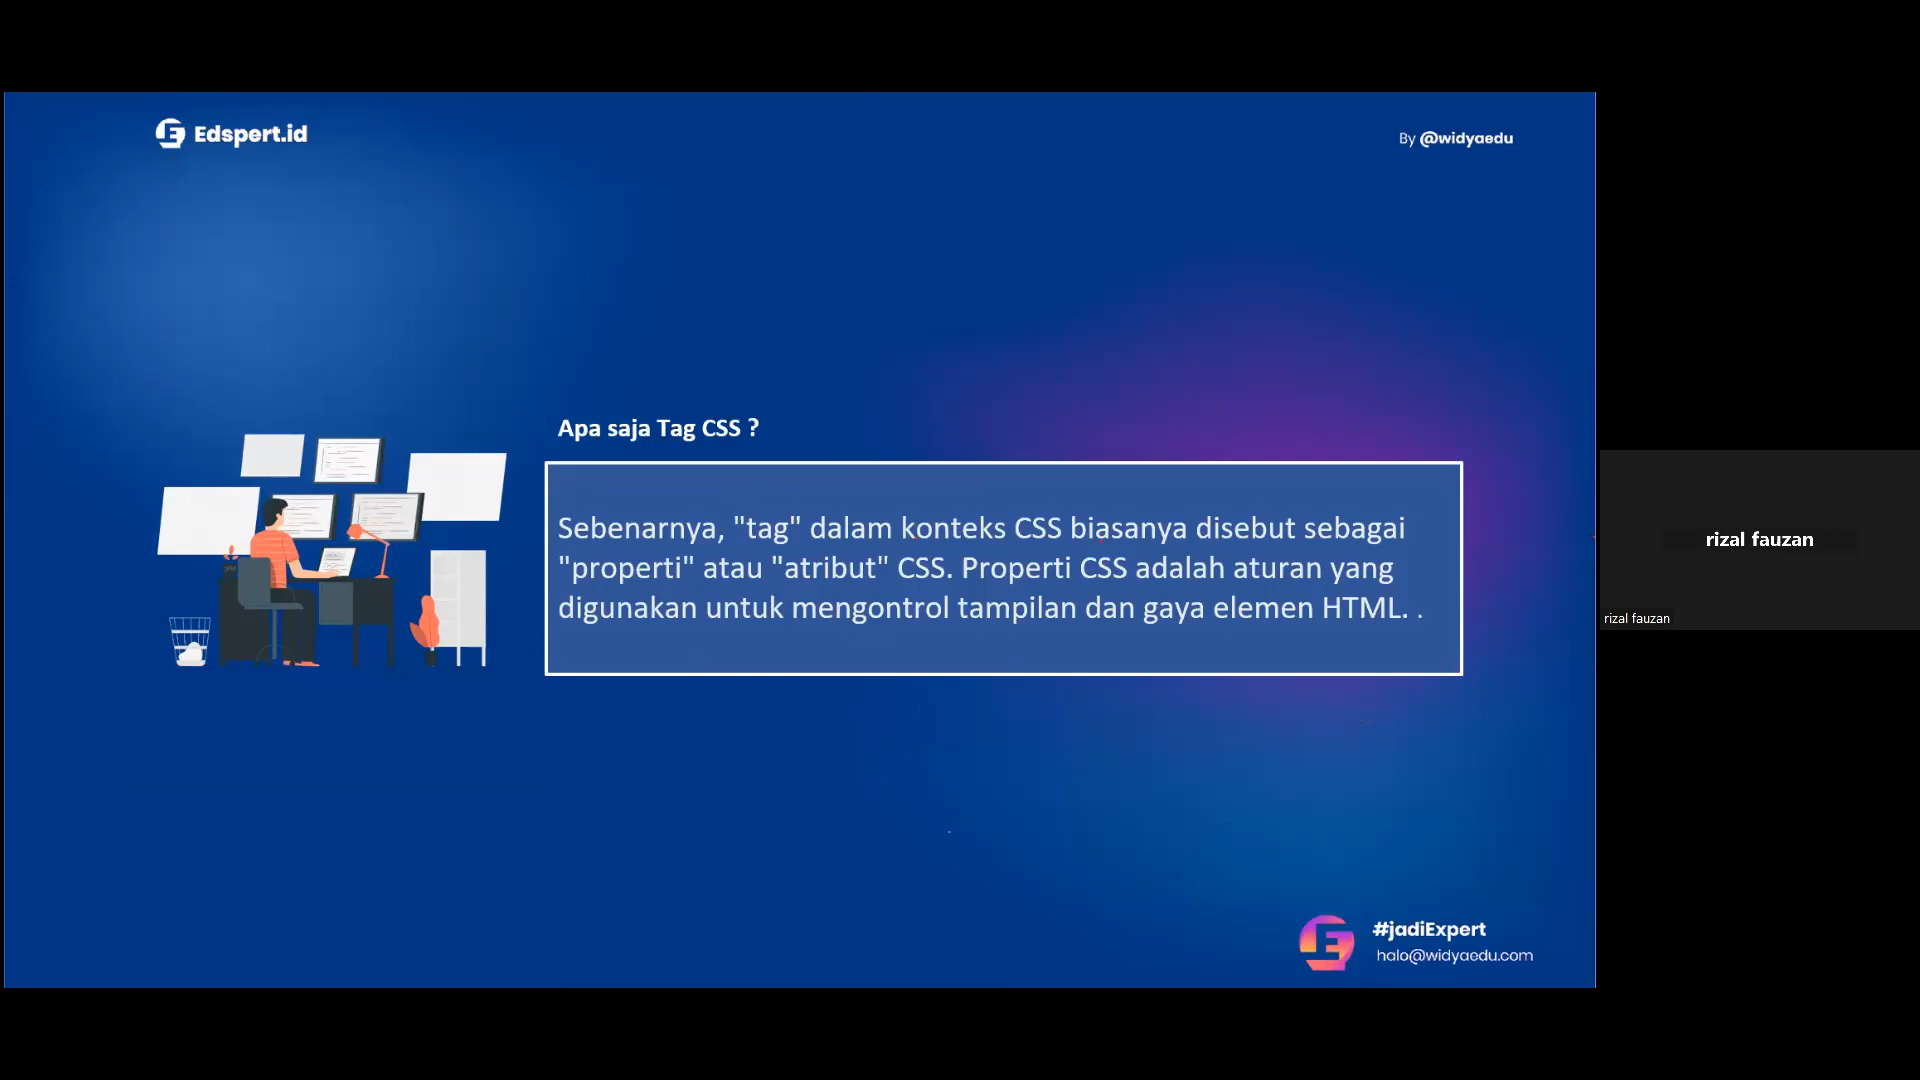 Edspert.id
By @widyaedu
Apa saja Tag CSS ?
Sebenarnya, "tag" dalam konteks CSS biasanya disebut sebagai
"properti" atau "atribut" CSS. Properti CSS adalah aturan yang
digunakan untuk mengontrol tampilan dan gaya elemen HTML. .
rizal fauzan
rizal fauzan
#jadiExpert
halo@widyaedu.com